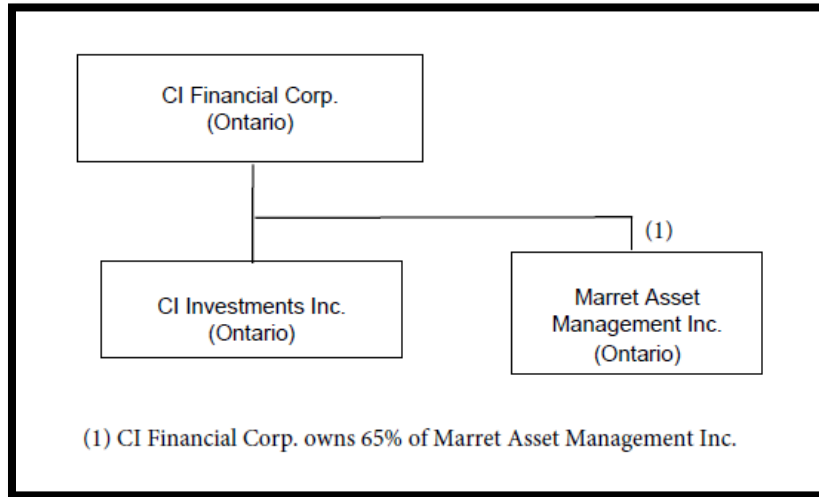 CI Financial Corp.
(Ontario)
(1)
CI Investments Inc.
(Ontario)
Marret Asset
Management Inc.
(Ontario)
(1) CI Financial Corp. owns 65% of Marret Asset Management Inc.